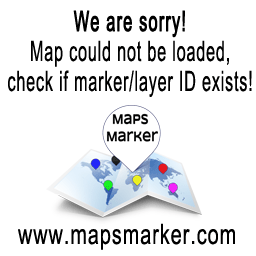 We are sorry!
Map could not be loaded,
check if marker/layer ID exists!
MAPS
MARKER
www.mapsmarker.com